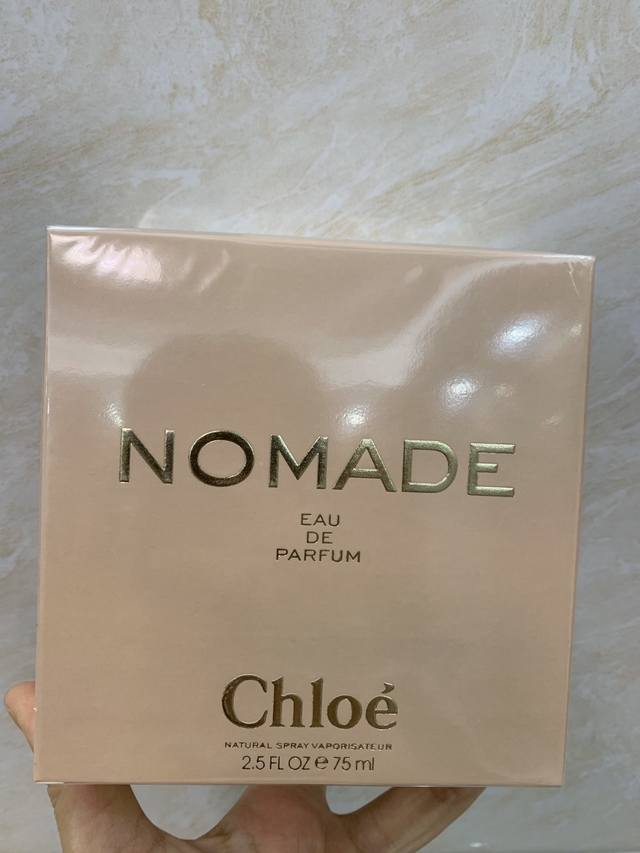 NOMADE
EAU
DE
PARFUM
Chloé
NATURAL SPRAY VAPORISATEUR
2.5 FL OZ ℮ 75 ml